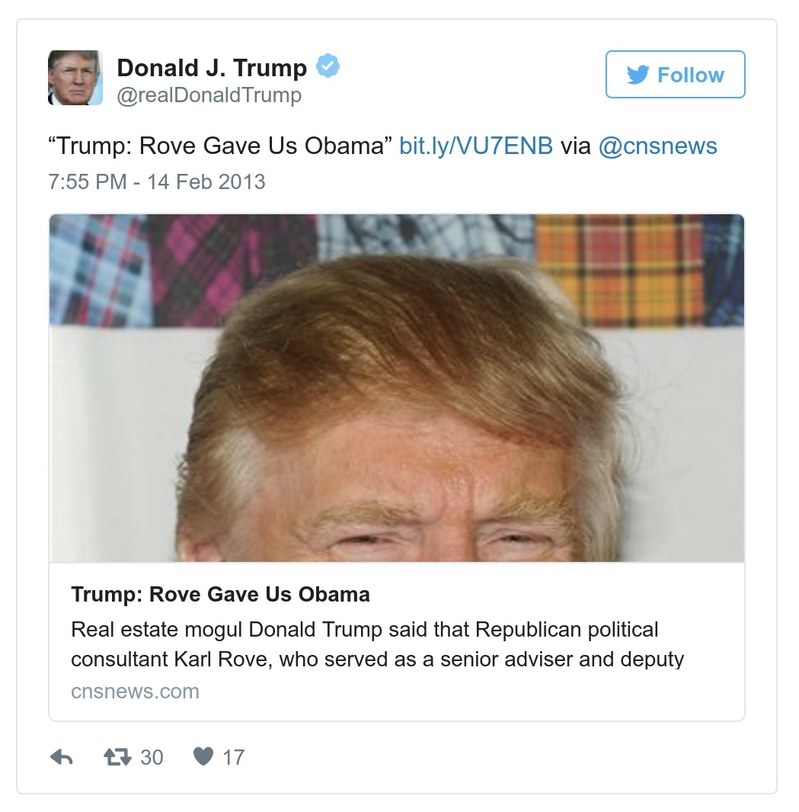 Donald J. Trump
@realDonaldTrump
Follow
“Trump: Rove Gave Us Obama” bit.ly/VU7ENB via @cnsnews
7:55 PM - 14 Feb 2013
Trump: Rove Gave Us Obama
Real estate mogul Donald Trump said that Republican political
consultant Karl Rove, who served as a senior adviser and deputy
cnsnews.com
30
17